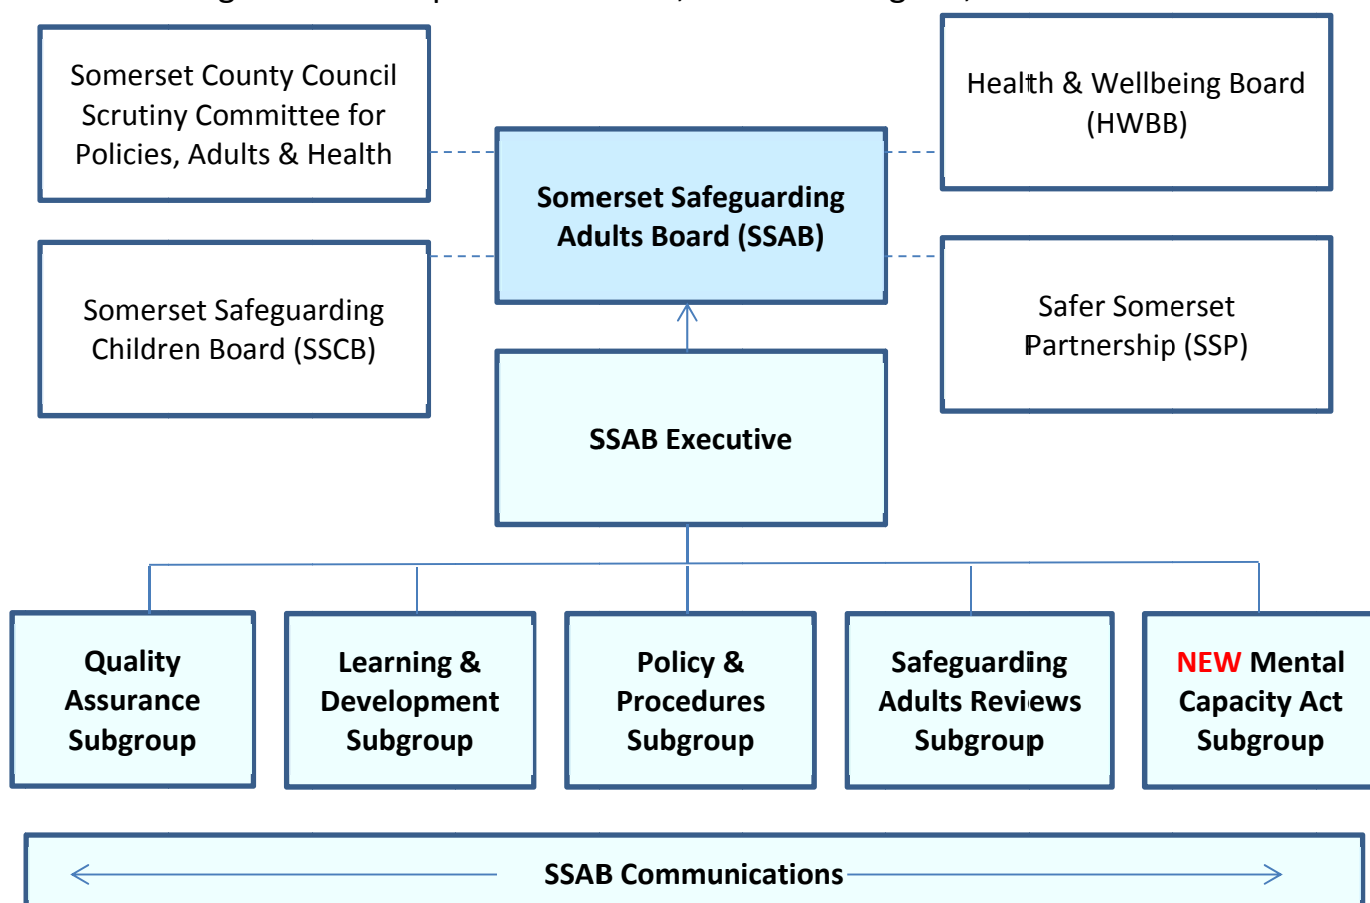 Somerset County Council
Scrutiny Committee for
Policies, Adults & Health
Health & Wellbeing Board
(HWBB)
Somerset Safeguarding
Adults Board (SSAB)
Somerset Safeguarding
Children Board (SSCB)
Safer Somerset
Partnership (SSP)
SSAB Executive
Quality
Assurance
Subgroup
Learning &
Development
Subgroup
Policy &
Procedures
Subgroup
Safeguarding
Adults Reviews
Subgroup
NEW Mental
Capacity Act
Subgroup
SSAB Communications